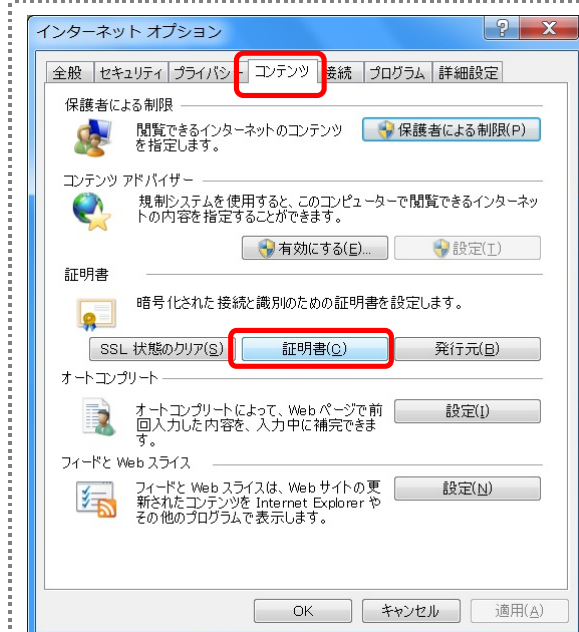 インターネット オプション
全般 セキュリティ プライバシー コンテンツ 接続 プログラム 詳細設定
保護者による制限
閲覧できるインターネットのコンテンツ
を指定します。
保護者による制限(P)
コンテンツ アドバイザー
規制システムを使用すると、このコンピューターで閲覧できるインターネッ
トの内容を指定することができます。
有効にする(E)... 設定(T)
証明書
暗号化された接続と識別のための証明書を設定します。
SSL 状態のクリア(S) 証明書(C) 発行元(B)
オートコンプリート
オートコンプリートによって、Web ページで前
回入力した内容を、入力中に補完できま
す。
設定(I)
フィードと Web スライス
フィードと Web スライスは、Web サイトの更
新されたコンテンツを Internet Explorer や
その他のプログラムで表示します。
設定(N)
OK キャンセル 適用(A)